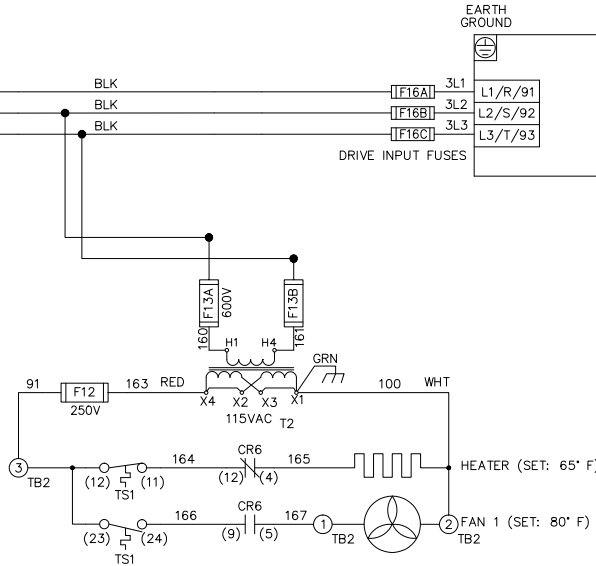 EARTH
GROUND
BLK
F16A
3L1
L1/R/91
BLK
F16B
3L2
L2/S/92
BLK
F16C
3L3
L3/T/93
DRIVE INPUT FUSES
F13A
600V
F13B
160
161
H1
H4
GRN
91
F12
163
RED
100
WHT
X4
X2
X3
X1
250V
115VAC
T2
CR6
3
164
165
HEATER (SET: 65° F)
TB2
(12)
(11)
(12)
(4)
TS1
CR6
166
167
1
2
FAN 1 (SET: 80° F)
(23)
(24)
(9)
(5)
TB2
TB2
TS1